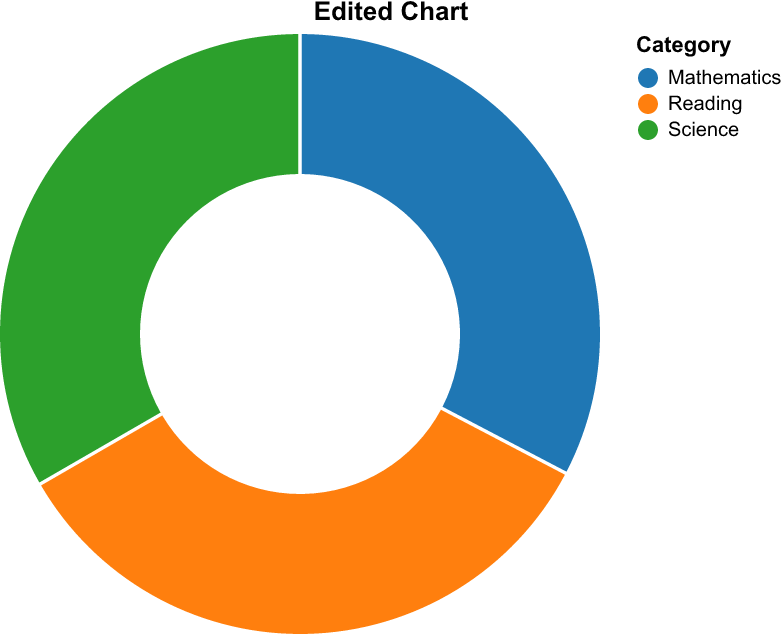 Edited Chart
Category
Mathematics
Reading
Science